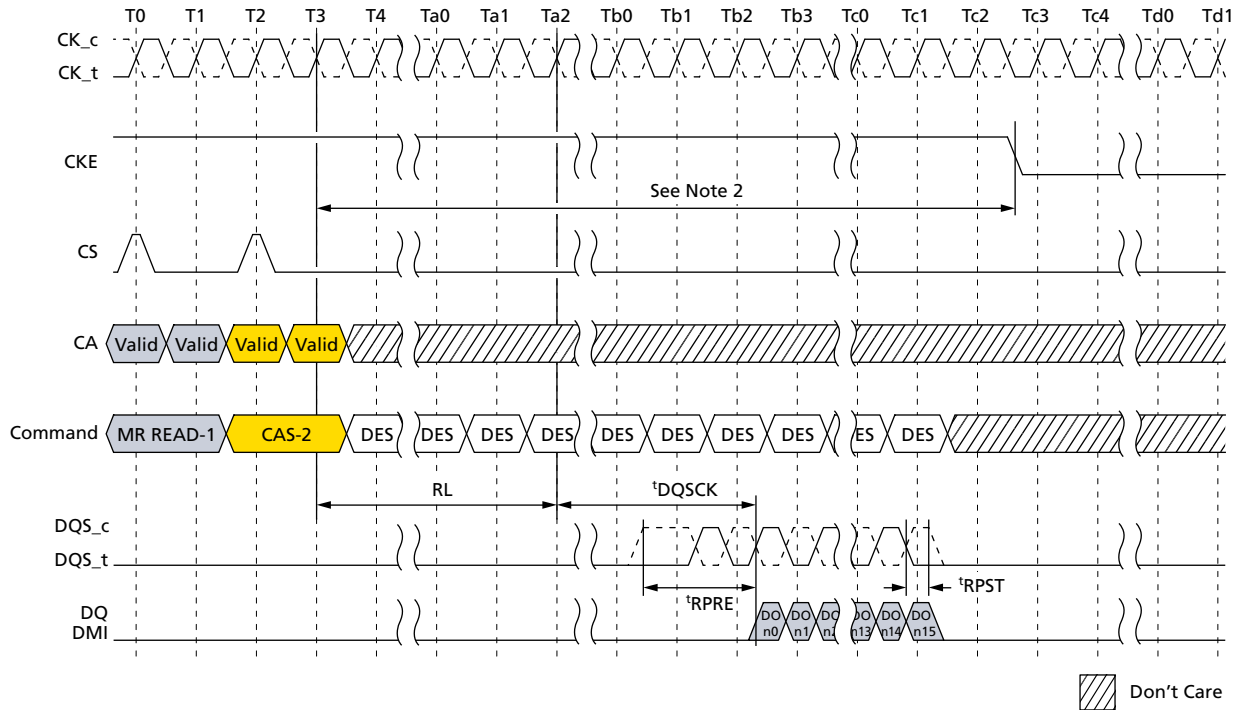 T0 T1 T2 T3 T4 Ta0 Ta1 Ta2 Tb0 Tb1 Tb2 Tb3 Tc0 Tc1 Tc2 Tc3 Tc4 Td0 Td1
CK_c
CK_t
CKE
See Note 2
CS
CA Valid Valid Valid Valid
Command MR READ-1 CAS-2 DES DES DES DES DES DES DES DES ES DES
RL tDQSCK
DQS_c
DQS_t
tRPRE tRPST
DQ
DMI
DO n0 DO n1 DO n2 DO n13 DO n14 DO n15
Don't Care